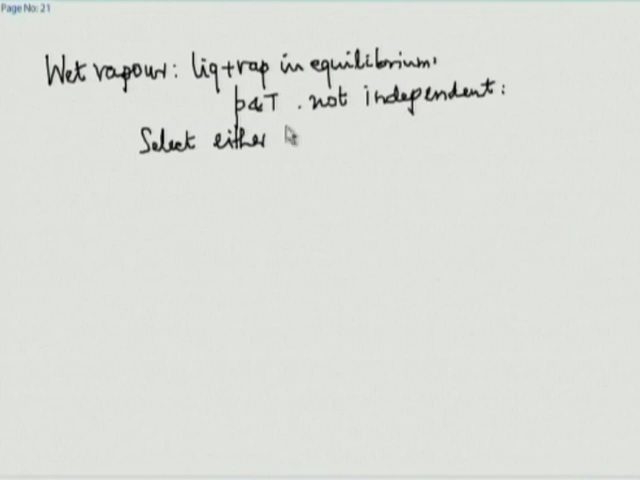 Page No: 21
Wet vapour: liq+vap in equilibrium.
p&T. not independent:
Select either